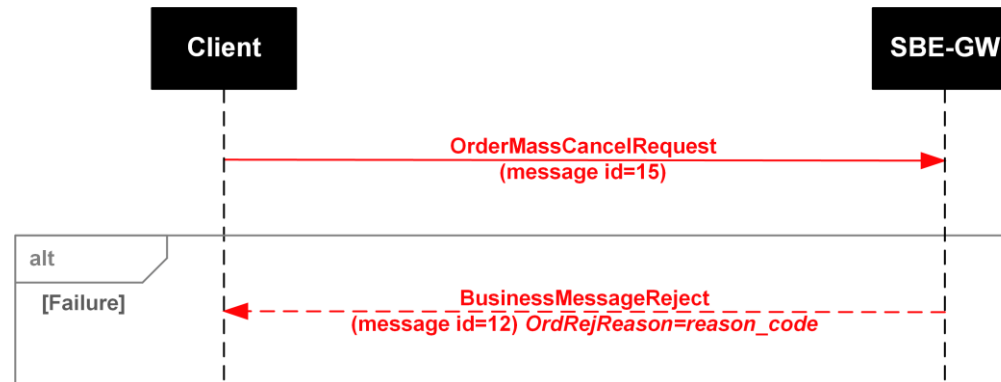 Client
SBE-GW
OrderMassCancelRequest
(message id=15)
alt
[Failure]
BusinessMessageReject
(message id=12) OrdRejReason=reason_code